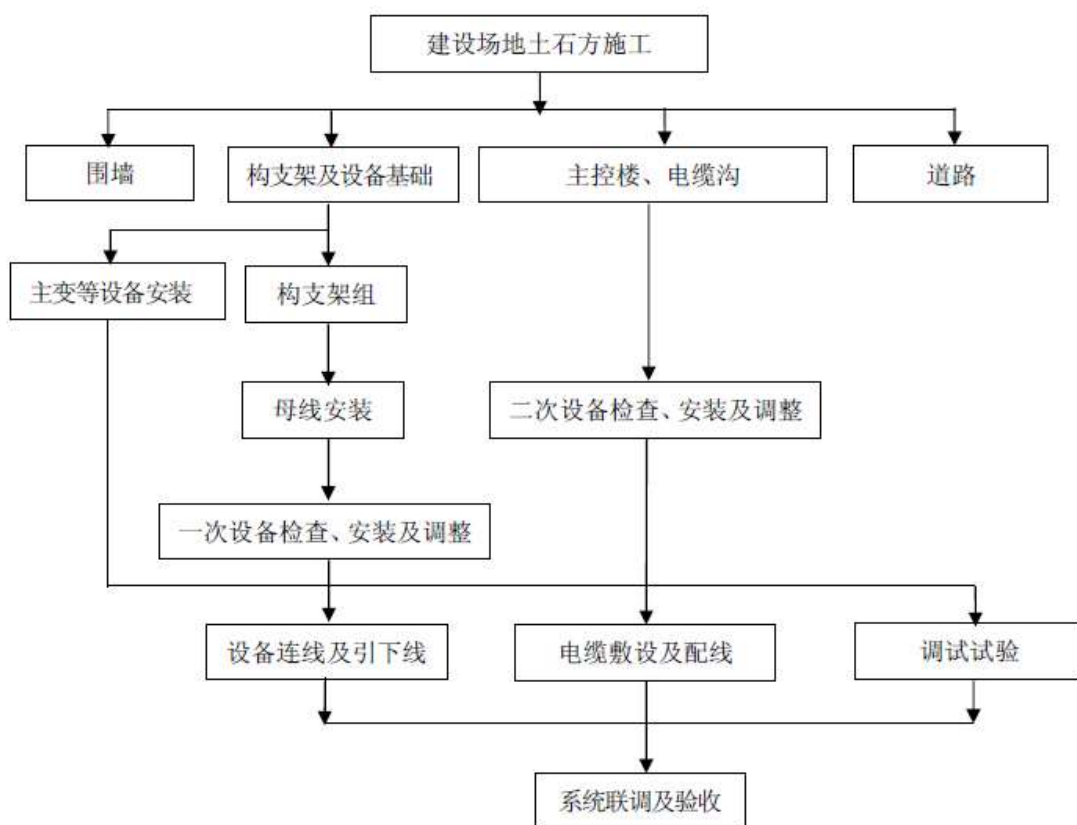 建设场地土石方施工
围墙
构支架及设备基础
主控楼、电缆沟
道路
主变等设备安装
构支架组
母线安装
二次设备检查、安装及调整
一次设备检查、安装及调整
设备连线及引下线
电缆敷设及配线
调试试验
系统联调及验收